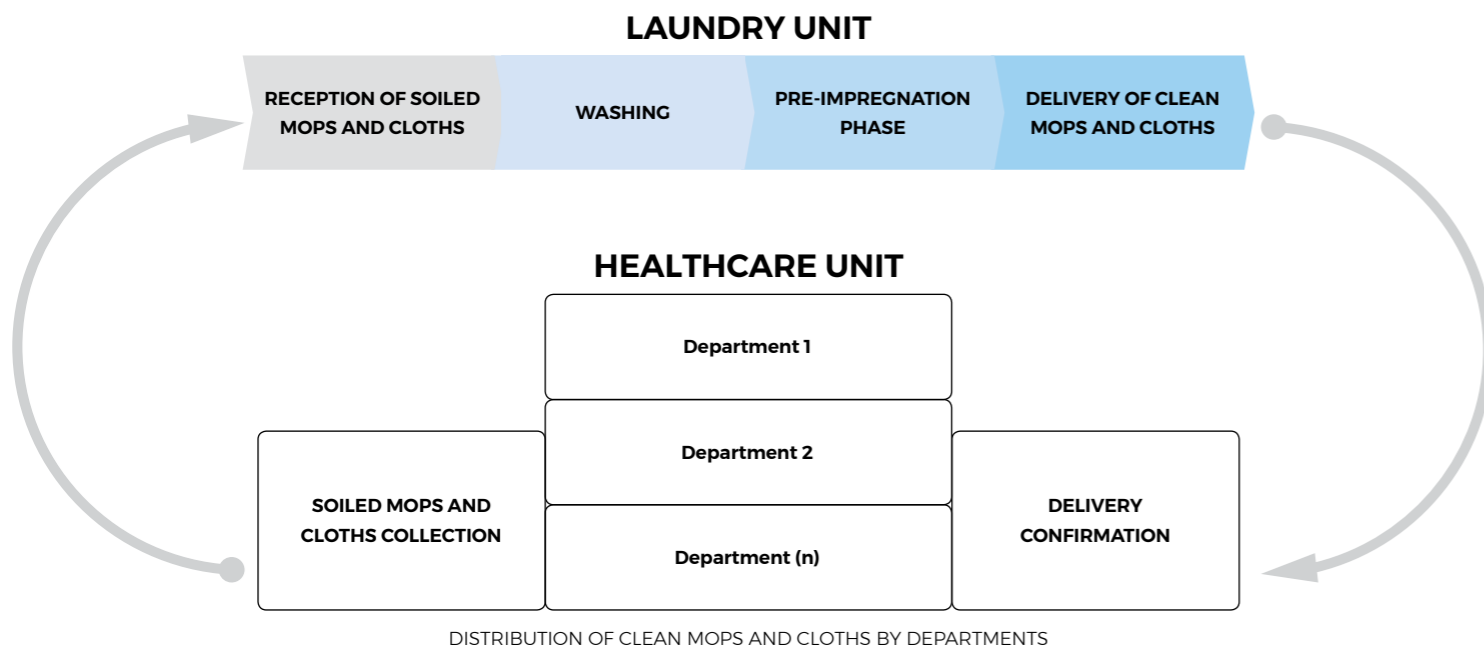 LAUNDRY UNIT
RECEPTION OF SOILED
MOPS AND CLOTHS
WASHING
PRE-IMPREGNATION
PHASE
DELIVERY OF CLEAN
MOPS AND CLOTHS
HEALTHCARE UNIT
Department 1
Department 2
Department (n)
SOILED MOPS AND
CLOTHS COLLECTION
DELIVERY
CONFIRMATION
DISTRIBUTION OF CLEAN MOPS AND CLOTHS BY DEPARTMENTS